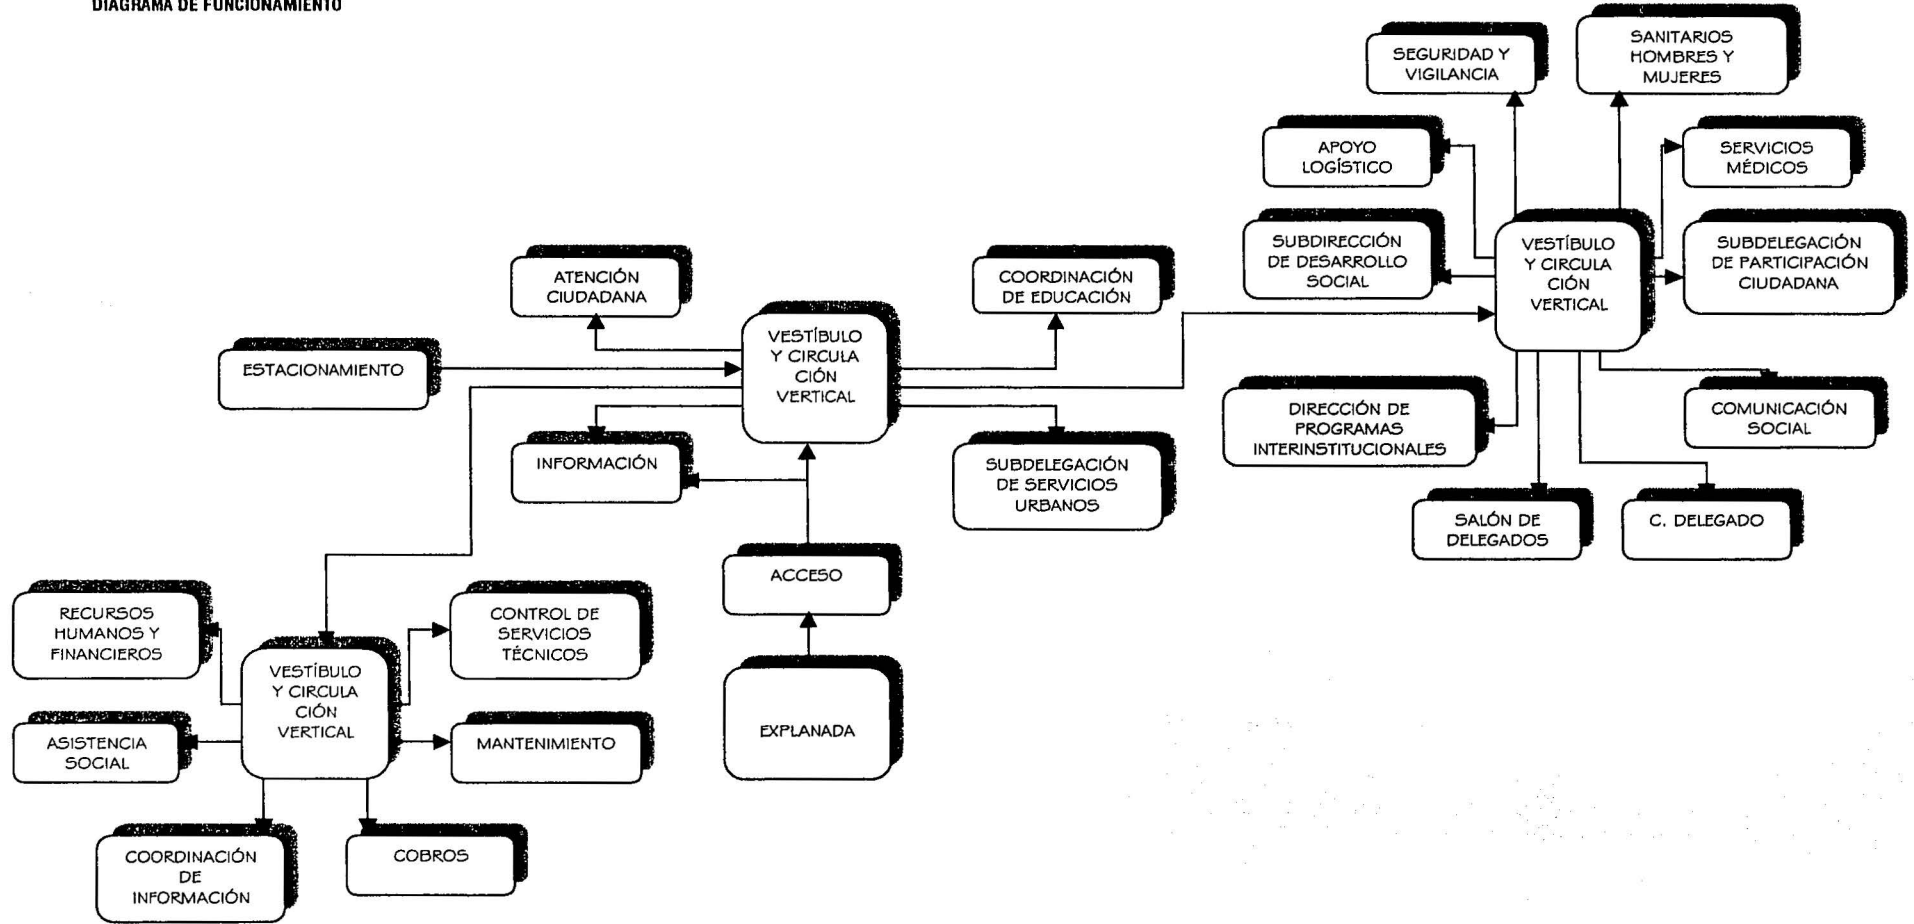 DIAGRAMA DE FUNCIONAMIENTO
SEGURIDAD Y
VIGILANCIA
SANITARIOS
HOMBRES Y
MUJERES
APOYO
LOGÍSTICO
SERVICIOS
MÉDICOS
SUBDIRECCIÓN
DE DESARROLLO
SOCIAL
VESTÍBULO
Y CIRCULA
CIÓN
VERTICAL
SUBDELEGACIÓN
DE PARTICIPACIÓN
CIUDADANA
ATENCIÓN
CIUDADANA
COORDINACIÓN
DE EDUCACIÓN
ESTACIONAMIENTO
VESTÍBULO
Y CIRCULA
CIÓN
VERTICAL
DIRECCIÓN DE
PROGRAMAS
INTERINSTITUCIONALES
COMUNICACIÓN
SOCIAL
INFORMACIÓN
SUBDELEGACIÓN
DE SERVICIOS
URBANOS
SALÓN DE
DELEGADOS
C. DELEGADO
ACCESO
RECURSOS
HUMANOS Y
FINANCIEROS
CONTROL DE
SERVICIOS
TÉCNICOS
VESTÍBULO
Y CIRCULA
CIÓN
VERTICAL
EXPLANADA
ASISTENCIA
SOCIAL
MANTENIMIENTO
COORDINACIÓN
DE
INFORMACIÓN
COBROS